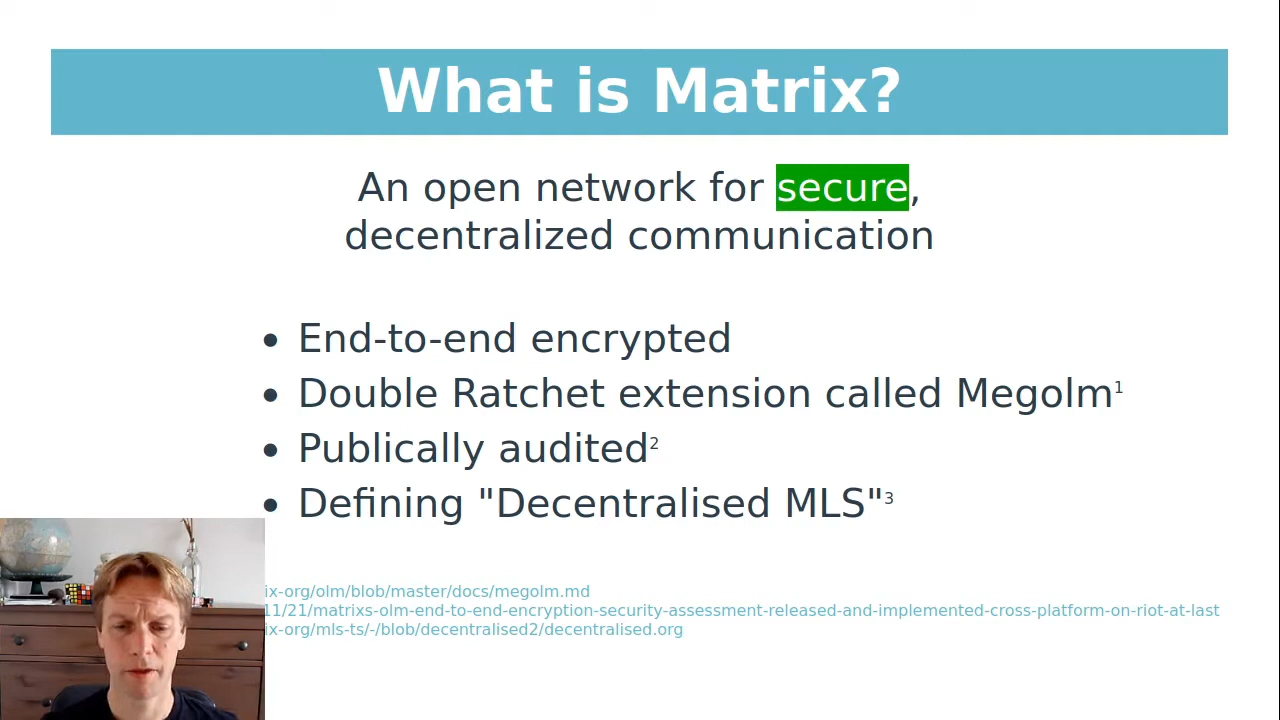 What is Matrix?
An open network for secure,
decentralized communication
• End-to-end encrypted
• Double Ratchet extension called Megolm¹
• Publically audited²
• Defining "Decentralised MLS"³
ix-org/olm/blob/master/docs/megolm.md
11/21/matrixs-olm-end-to-end-encryption-security-assessment-released-and-implemented-cross-platform-on-riot-at-last
ix-org/mls-ts/-/blob/decentralised2/decentralised.org